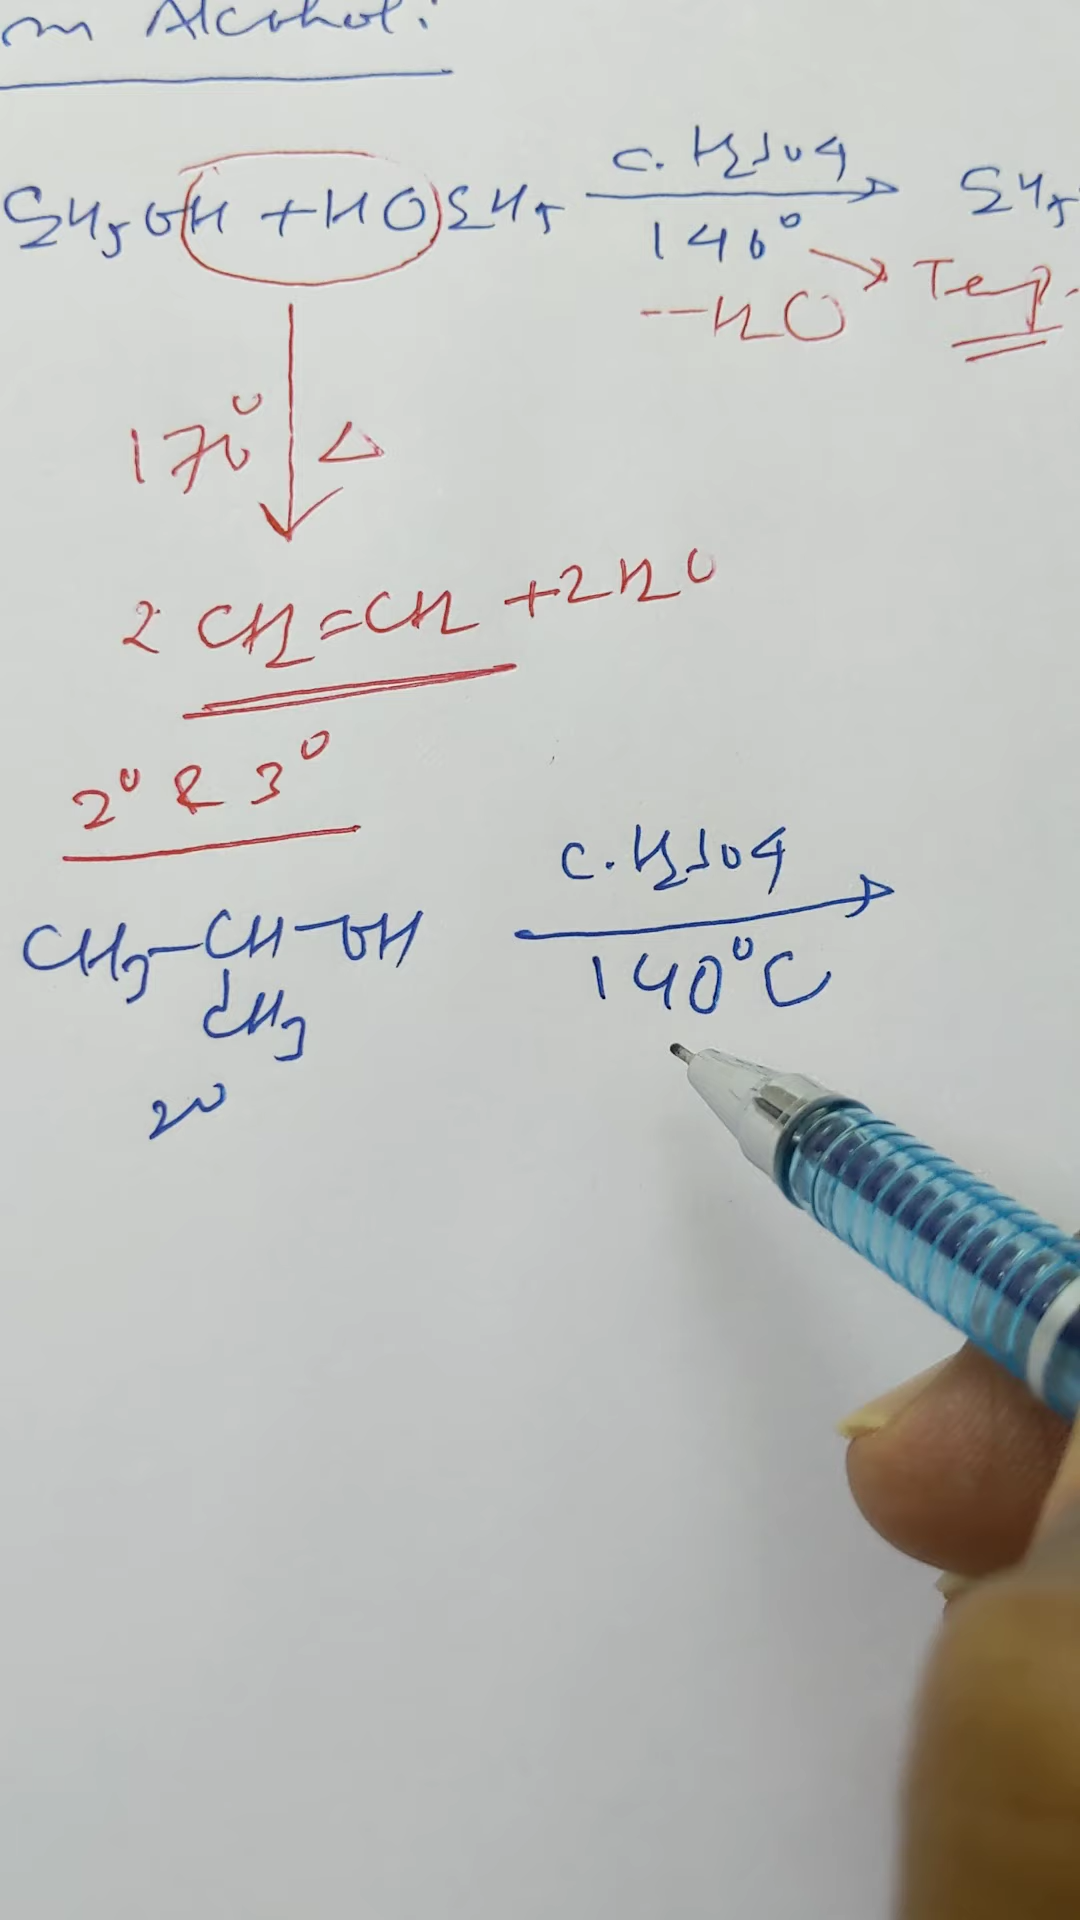 m Alcohol:
C2H5OH + HOC2H5 c. H2SO4 C2H5
140° Temp.
-H2O
170° Δ
2 CH2=CH2 + 2H2O
2° & 3°
c. H2SO4
CH3-CH-OH 140°C
CH3
2°